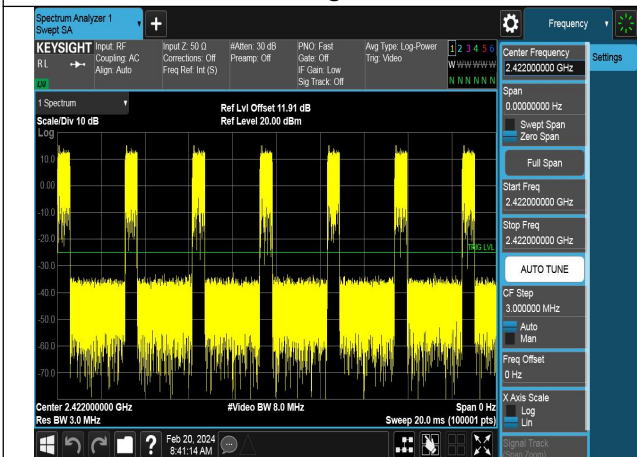 Spectrum Analyzer 1
Swept SA
+
Frequency
KEYSIGHT
Input: RF
Input Z: 50 Ω
#Atten: 30 dB
PNO: Fast
Avg Type: Log-Power
1 2 3 4 5 6
RL
Coupling: AC
Corrections: Off
Preamp: Off
Gate: Off
Trig: Video
W W W W W W
Align: Auto
Freq Ref: Int (S)
IF Gain: Low
Sig Track: Off
N N N N N N
Center Frequency
2.422000000 GHz
Settings
Span
0.00000000 Hz
Swept Span
Zero Span
Full Span
Start Freq
2.422000000 GHz
Stop Freq
2.422000000 GHz
AUTO TUNE
CF Step
3.000000 MHz
Auto
Man
Freq Offset
0 Hz
X Axis Scale
Log
Lin
Signal Track
(Span Zoom)
1 Spectrum
Scale/Div 10 dB
Ref Lvl Offset 11.91 dB
Ref Level 20.00 dBm
Log
10.0
0.00
-10.0
-20.0
TRIG LVL
-30.0
-40.0
-50.0
-60.0
-70.0
Center 2.422000000 GHz
#Video BW 8.0 MHz
Span 0 Hz
Res BW 3.0 MHz
Sweep 20.0 ms (100001 pts)
?
Feb 20, 2024
8:41:14 AM